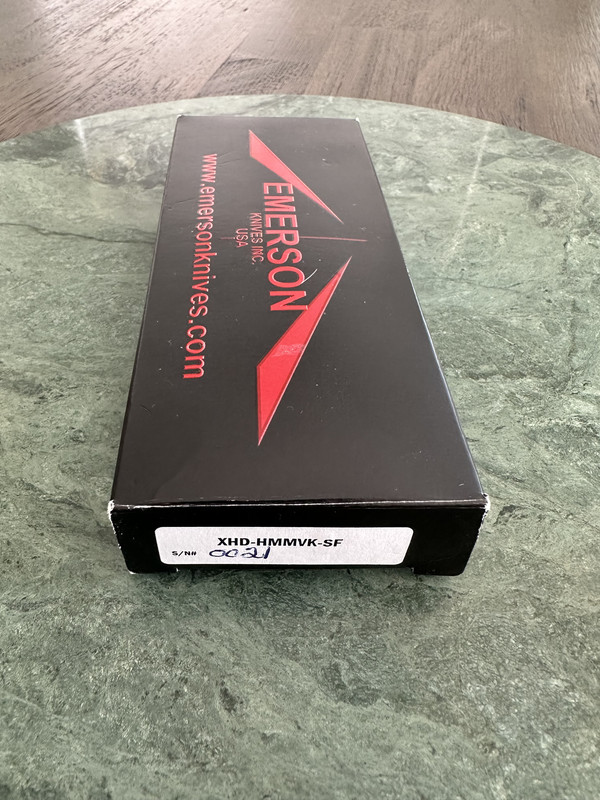 EMERSON
KNIVES INC.
USA
www.emersonknives.com
XHD-HMMVK-SF
S/N# 0021